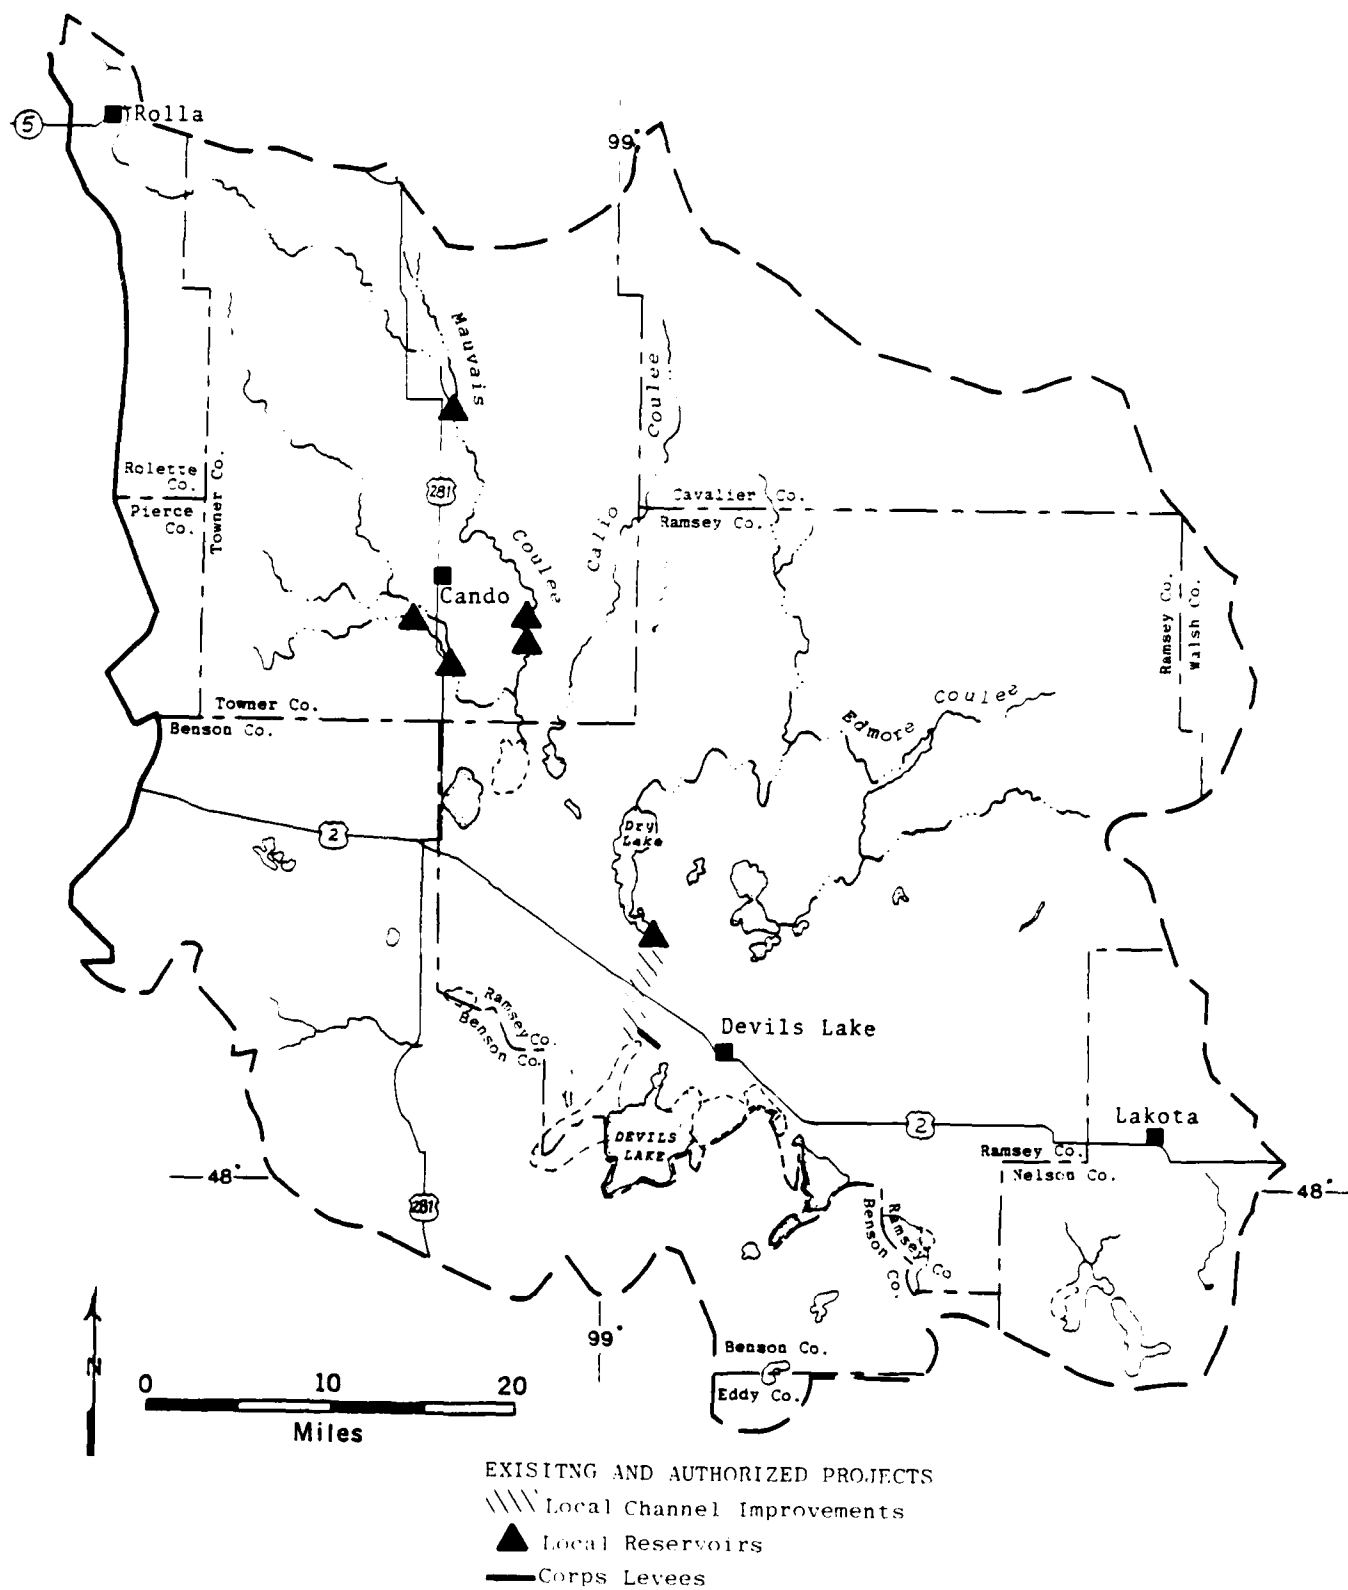 5
Rolla
99°
Mauvais
Coulee
Rolette
Co.
Pierce
Co.
Towner Co.
281
Cavalier Co.
Ramsey Co.
Coulee
Calio
Cando
Ramsey Co.
Walsh Co.
Towner Co.
Benson Co.
Edmore
Coulee
2
Dry
Lake
Ramsey Co.
Benson Co.
Devils Lake
DEVILS
LAKE
2
Lakota
Ramsey Co.
Nelson Co.
48°
48°
281
Ramsey Co
Benson Co.
99°
Benson Co.
Eddy Co.
N
0 10 20
Miles
EXISITNG AND AUTHORIZED PROJECTS
Local Channel Improvements
Local Reservoirs
Corps Levees